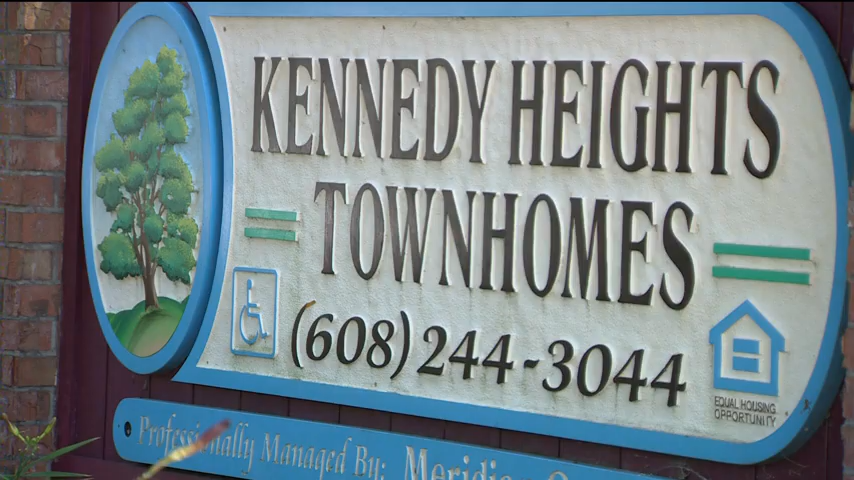 KENNEDY HEIGHTS
TOWNHOMES
(608) 244-3044
EQUAL HOUSING
OPPORTUNITY
Professionally Managed By: